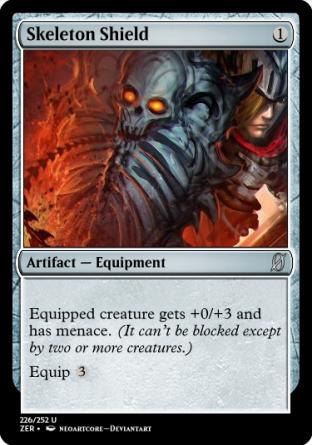 Skeleton Shield 1
Artifact — Equipment
Equipped creature gets +0/+3 and
has menace. (It can't be blocked except
by two or more creatures.)
Equip 3
226/252 U
ZER • NEOARTCORE—DEVIANTART